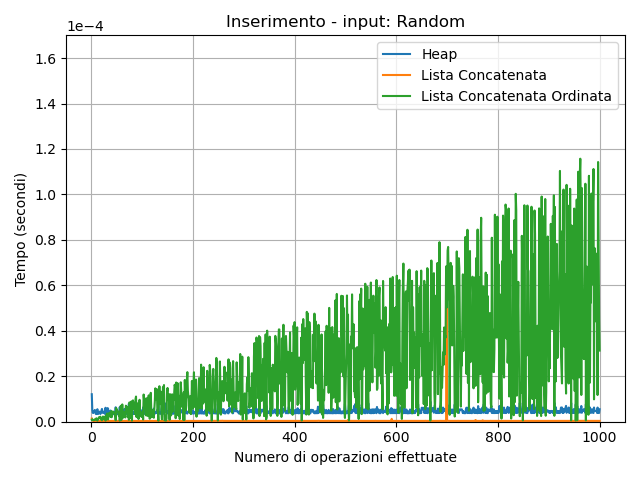 Inserimento - input: Random
1e−4
1.6
1.4
1.2
1.0
0.8
0.6
0.4
0.2
0.0
Tempo (secondi)
Heap
Lista Concatenata
Lista Concatenata Ordinata
0
200
400
600
800
1000
Numero di operazioni effettuate